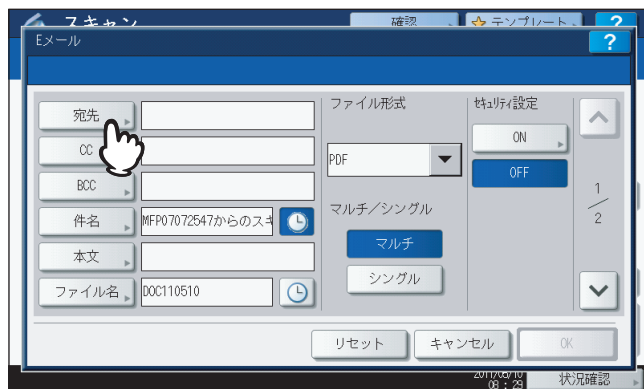 スキャン 確認 テンプレート ?
Eメール ?
宛先 ファイル形式 セキュリティ設定
ON
CC
PDF OFF
BCC
マルチ/シングル 1/2
件名 MFP07072547からのスキ
マルチ
本文
シングル
ファイル名 DOC110510
リセット キャンセル OK
2011/05/10
08:29 状況確認